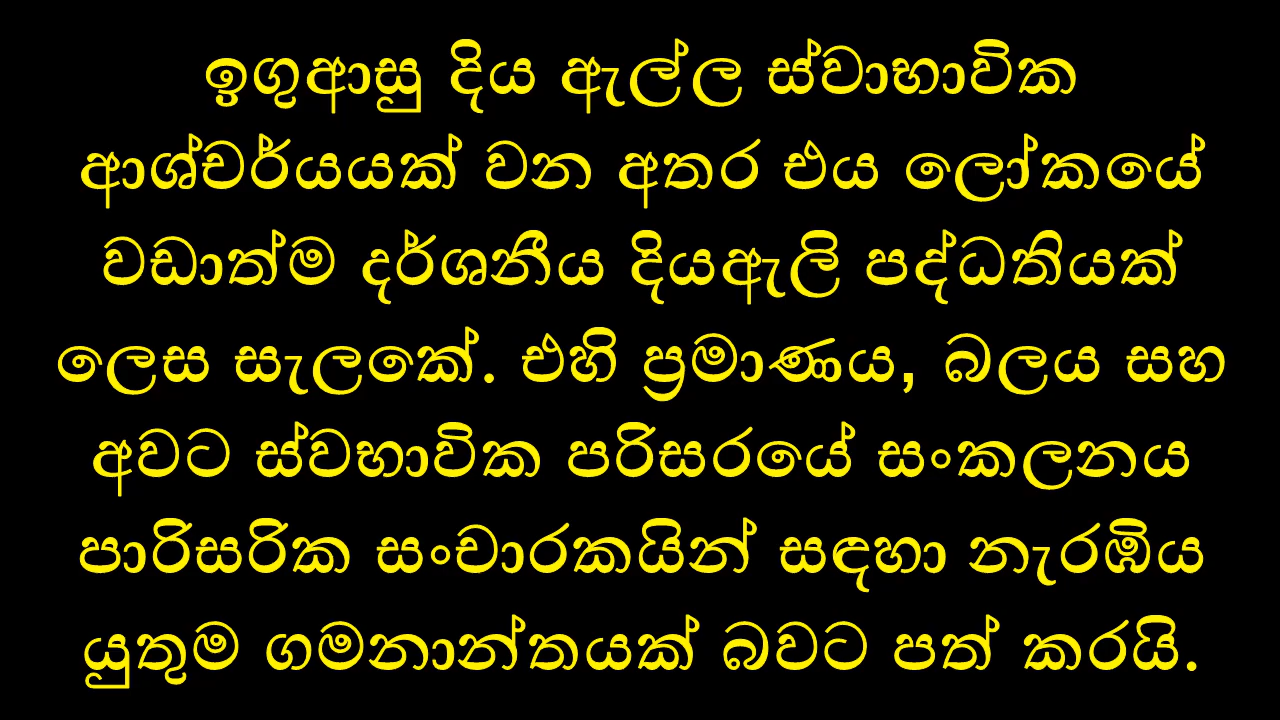 ඉගුආසු දිය ඇල්ල ස්වාභාවික
ආශ්චර්යයක් වන අතර එය ලෝකයේ
වඩාත්ම දර්ශනීය දියඇලි පද්ධතියක්
ලෙස සැලකේ. එහි ප්‍රමාණය, බලය සහ
අවට ස්වභාවික පරිසරයේ සංකලනය
පාරිසරික සංචාරකයින් සඳහා නැරඹිය
යුතුම ගමනාන්තයක් බවට පත් කරයි.